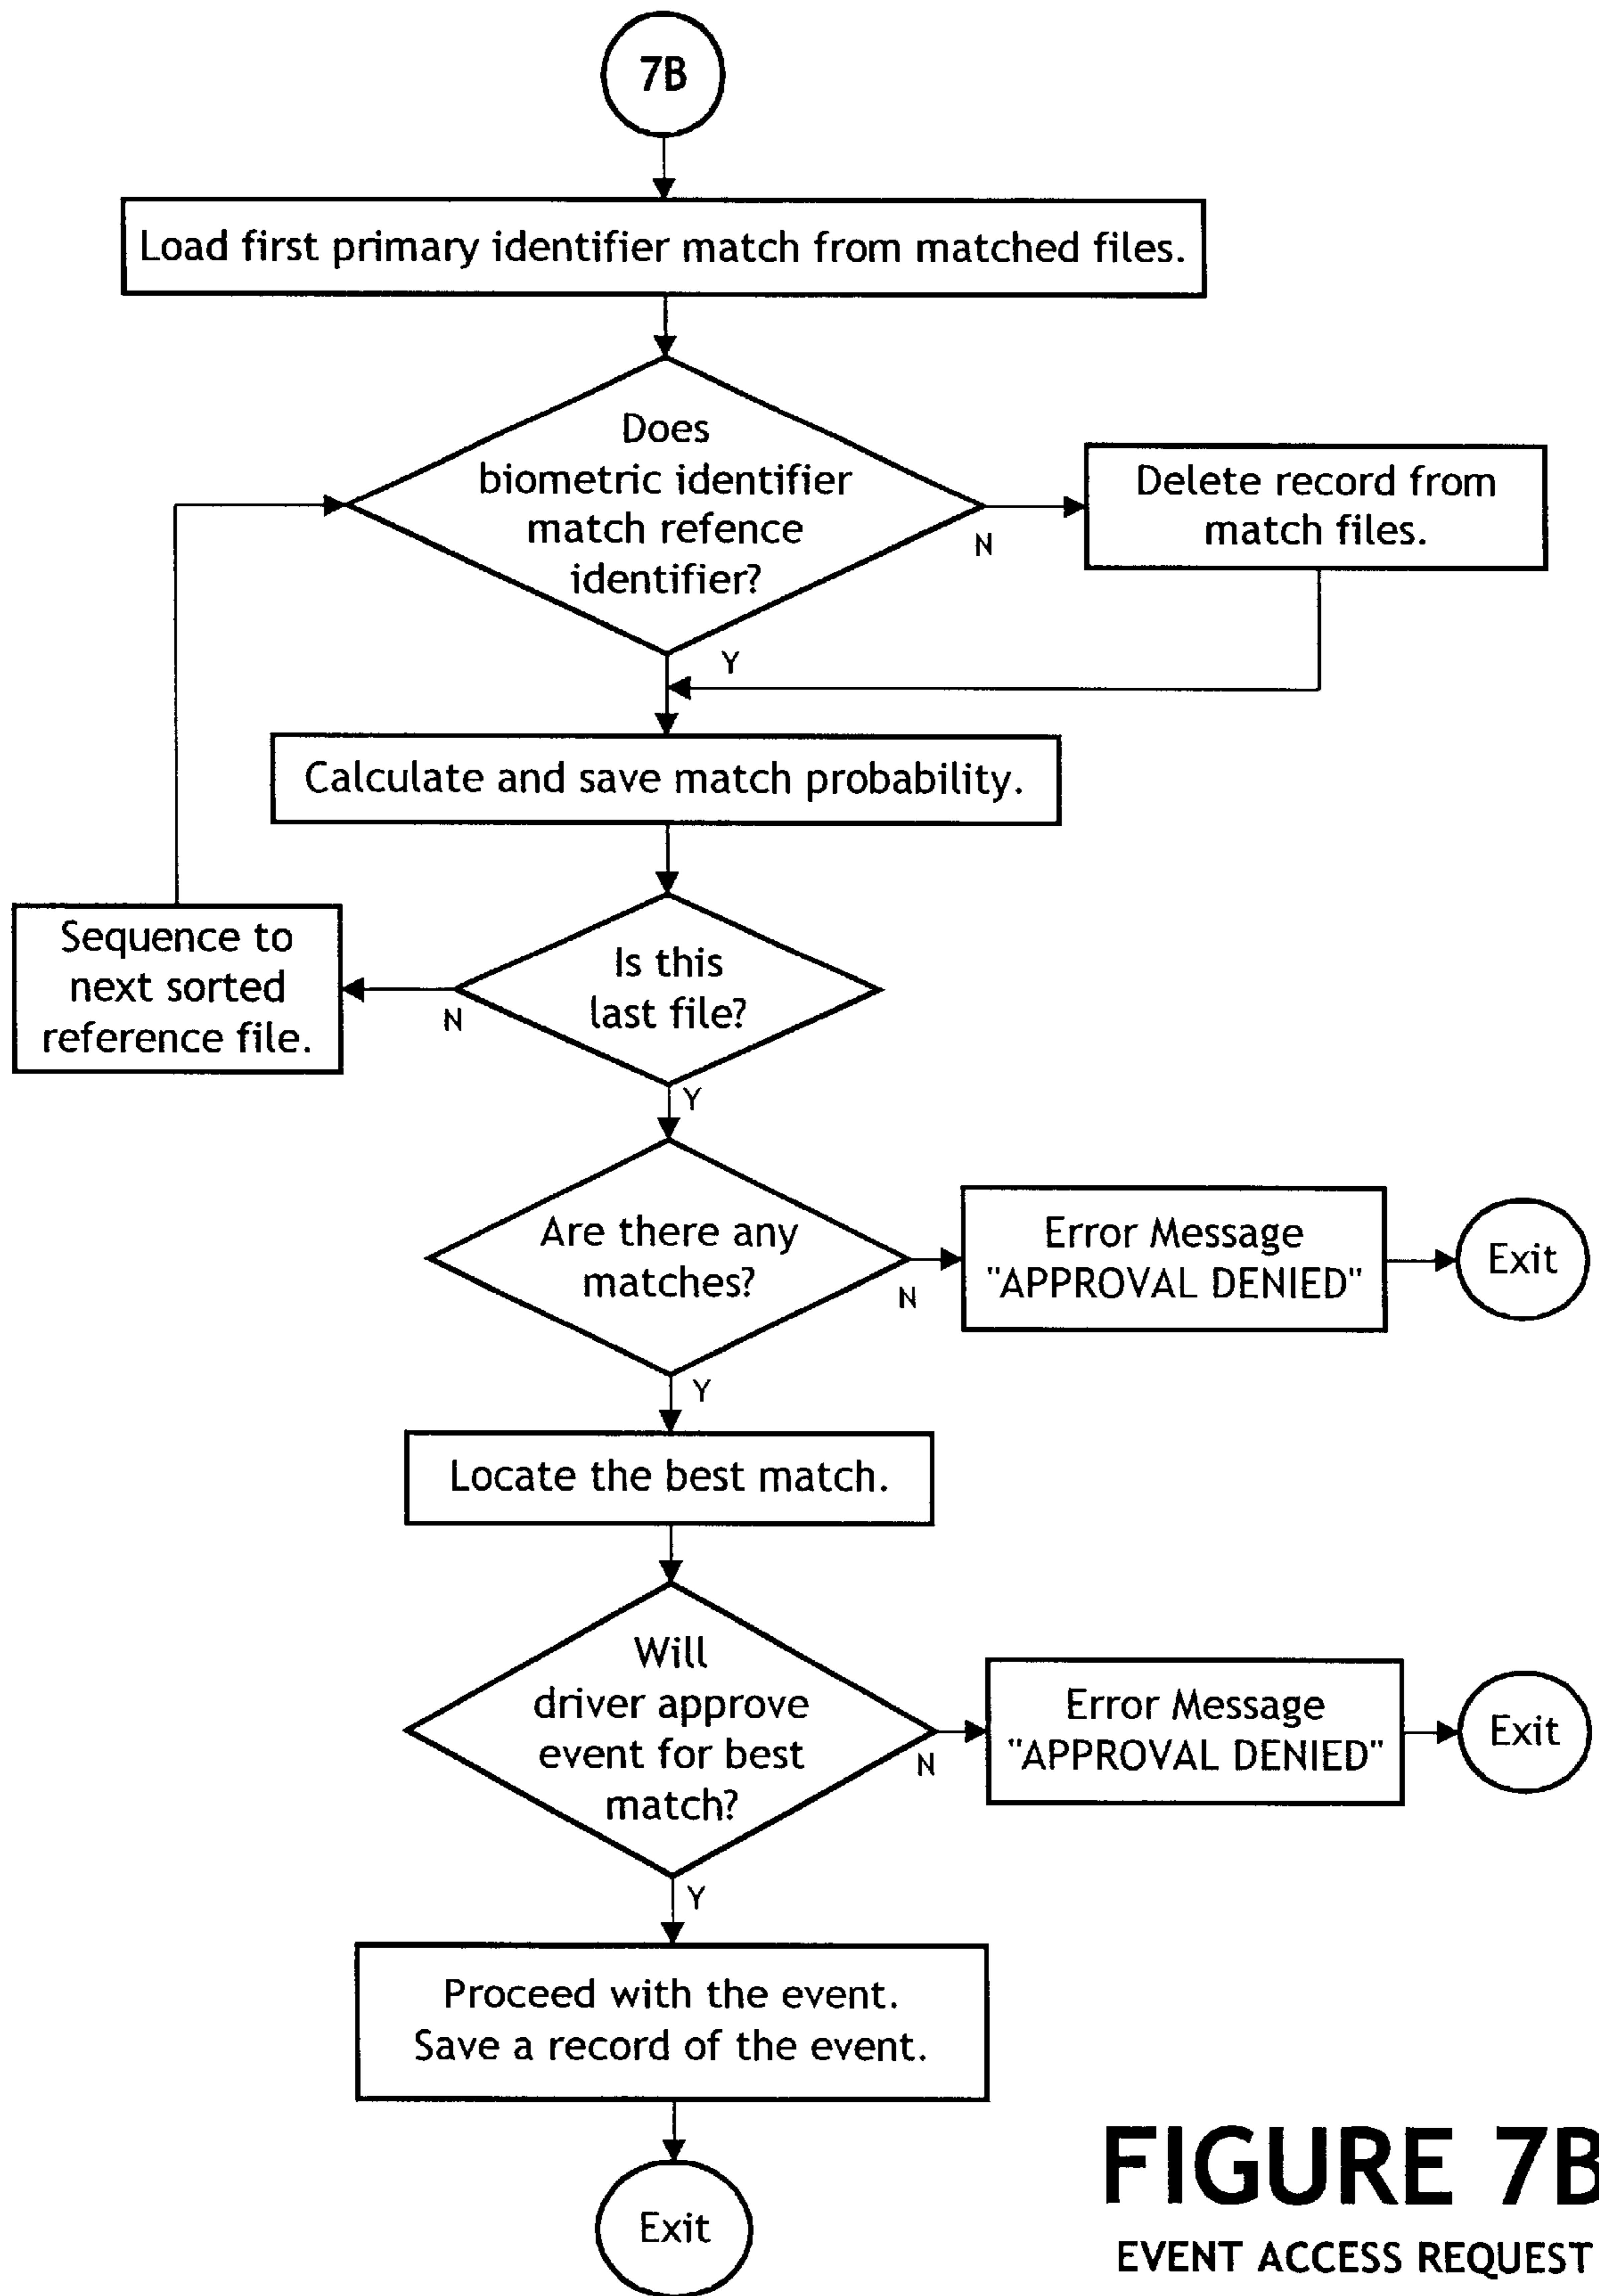 7B
Load first primary identifier match from matched files.
Does
biometric identifier
match refence
identifier?
N
Delete record from
match files.
Y
Calculate and save match probability.
Sequence to
next sorted
reference file.
N
Is this
last file?
Y
Are there any
matches?
N
Error Message
"APPROVAL DENIED"
Exit
Y
Locate the best match.
Will
driver approve
event for best
match?
N
Error Message
"APPROVAL DENIED"
Exit
Y
Proceed with the event.
Save a record of the event.
Exit
FIGURE 7B
EVENT ACCESS REQUEST